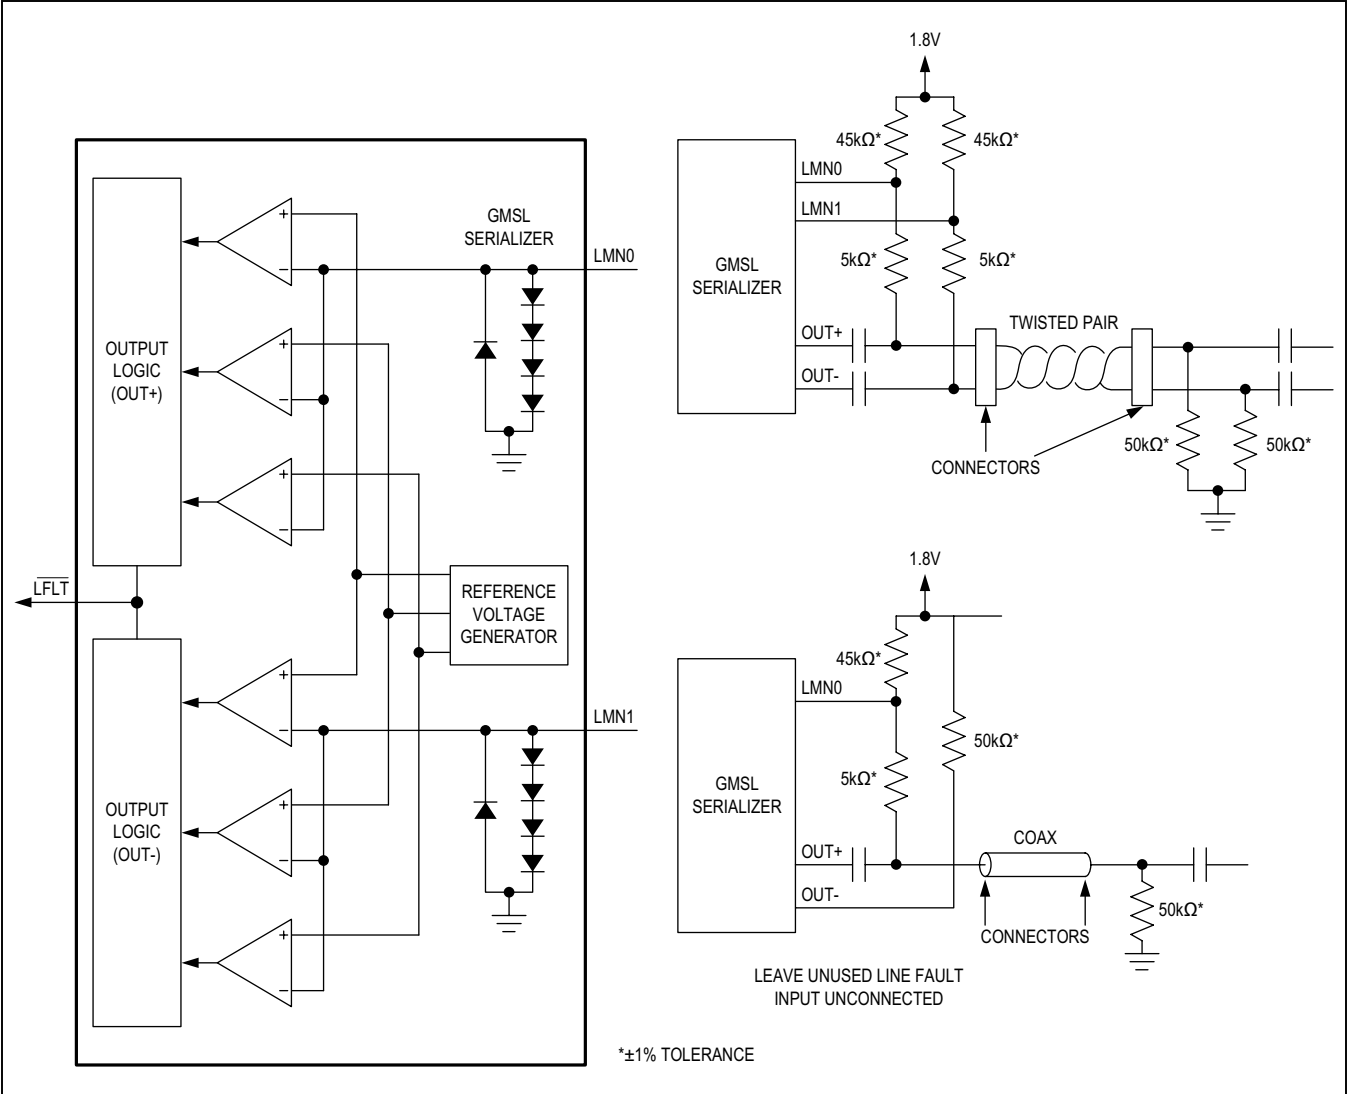 GMSL
SERIALIZER
LMN0
+
−
+
−
+
−
OUTPUT
LOGIC
(OUT+)
LFLT
REFERENCE
VOLTAGE
GENERATOR
LMN1
+
−
+
−
+
−
OUTPUT
LOGIC
(OUT-)
1.8V
45kΩ*
45kΩ*
LMN0
LMN1
5kΩ*
5kΩ*
GMSL
SERIALIZER
OUT+
OUT-
TWISTED PAIR
CONNECTORS
50kΩ*
50kΩ*
1.8V
45kΩ*
LMN0
50kΩ*
5kΩ*
GMSL
SERIALIZER
OUT+
OUT-
COAX
CONNECTORS
50kΩ*
LEAVE UNUSED LINE FAULT
INPUT UNCONNECTED
*±1% TOLERANCE